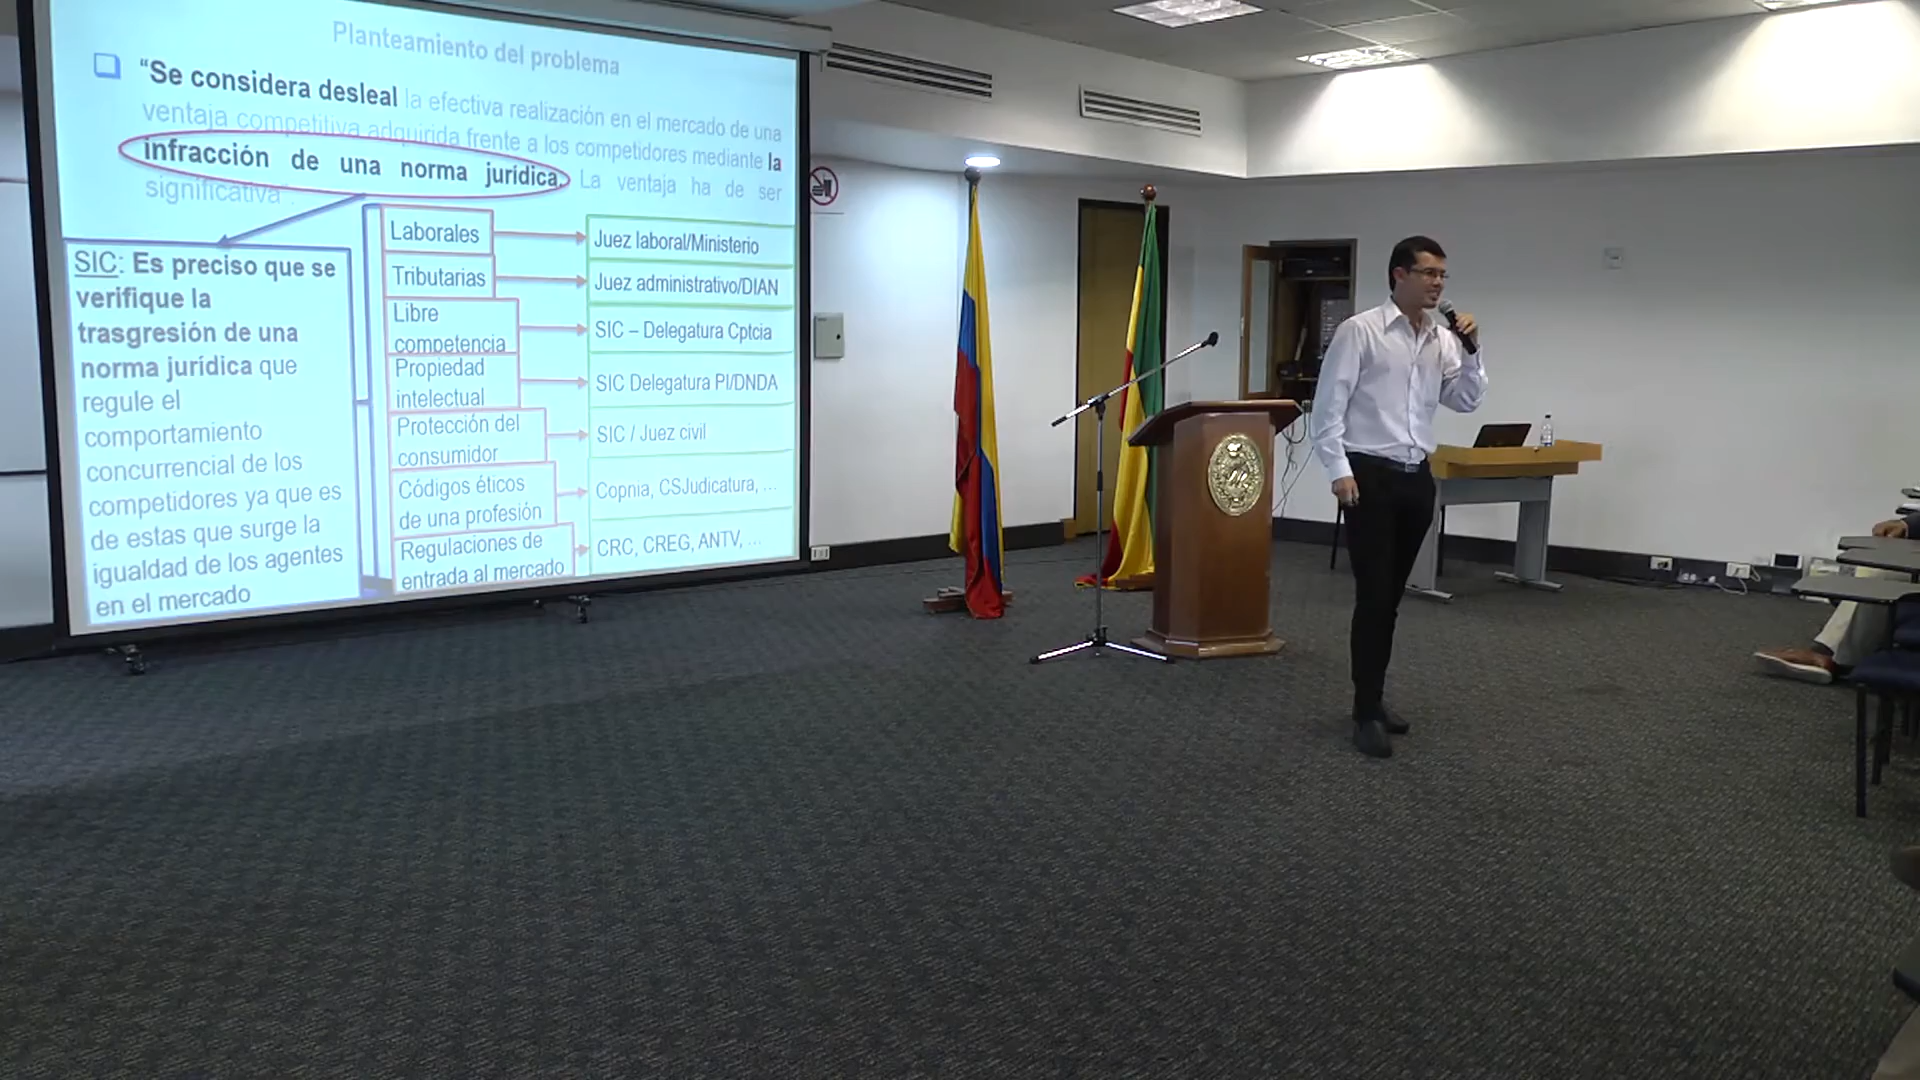 Planteamiento del problema
“Se considera desleal la efectiva realización en el mercado de una
ventaja competitiva adquirida frente a los competidores mediante la
infracción de una norma jurídica. La ventaja ha de ser
significativa”.
SIC: Es preciso que se
verifique la
trasgresión de una
norma jurídica que
regule el
comportamiento
concurrencial de los
competidores ya que es
de estas que surge la
igualdad de los agentes
en el mercado
Laborales
Juez laboral/Ministerio
Tributarias
Juez administrativo/DIAN
Libre
competencia
SIC – Delegatura Cptcia
Propiedad
intelectual
SIC Delegatura PI/DNDA
Protección del
consumidor
SIC / Juez civil
Códigos éticos
de una profesión
Copnia, CSJudicatura, ...
Regulaciones de
entrada al mercado
CRC, CREG, ANTV, ...